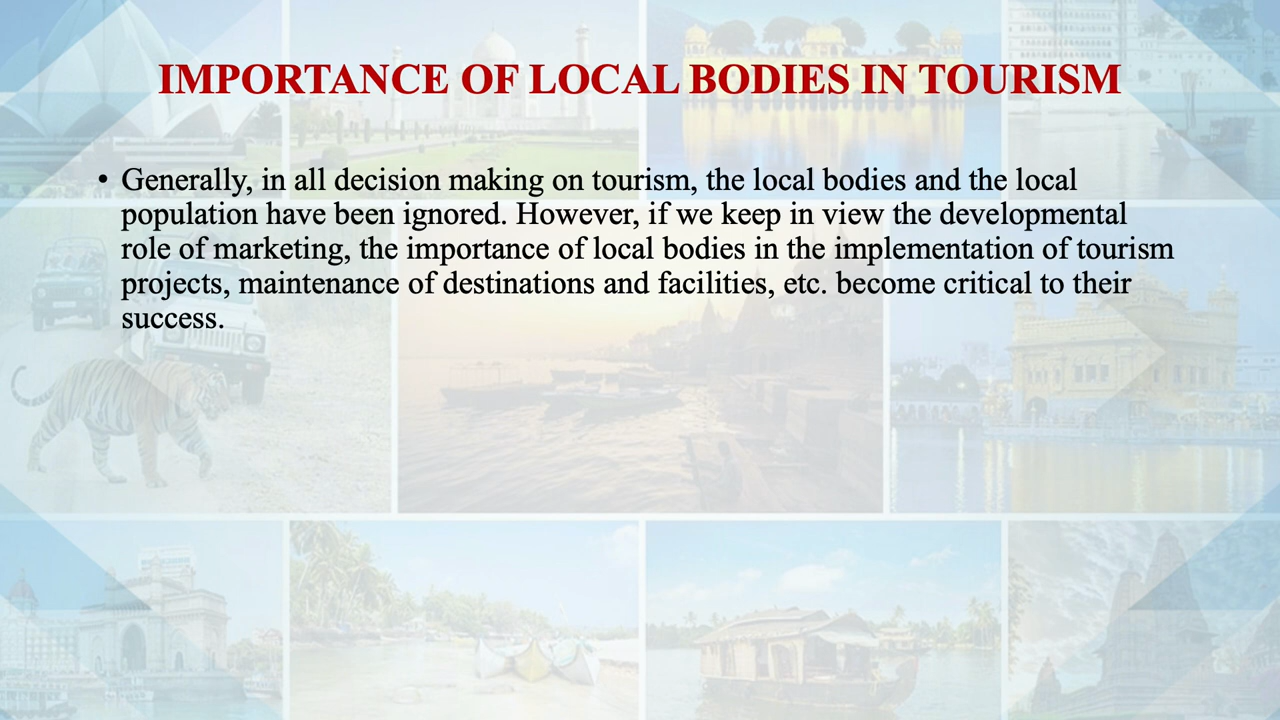 IMPORTANCE OF LOCAL BODIES IN TOURISM
• Generally, in all decision making on tourism, the local bodies and the local
population have been ignored. However, if we keep in view the developmental
role of marketing, the importance of local bodies in the implementation of tourism
projects, maintenance of destinations and facilities, etc. become critical to their
success.